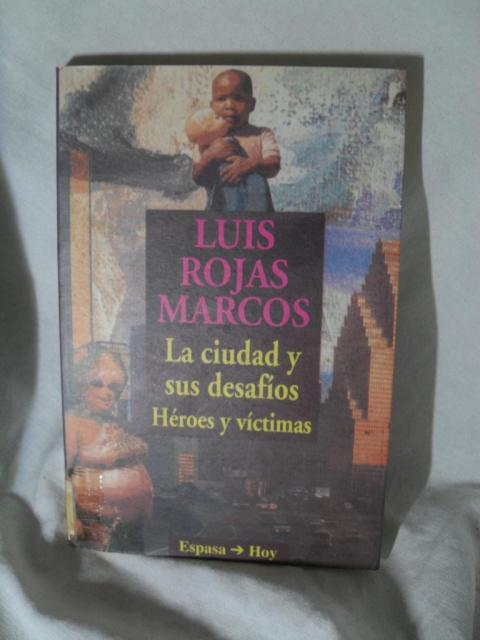 LUIS
ROJAS
MARCOS
La ciudad y
sus desafíos
Héroes y víctimas
Espasa → Hoy